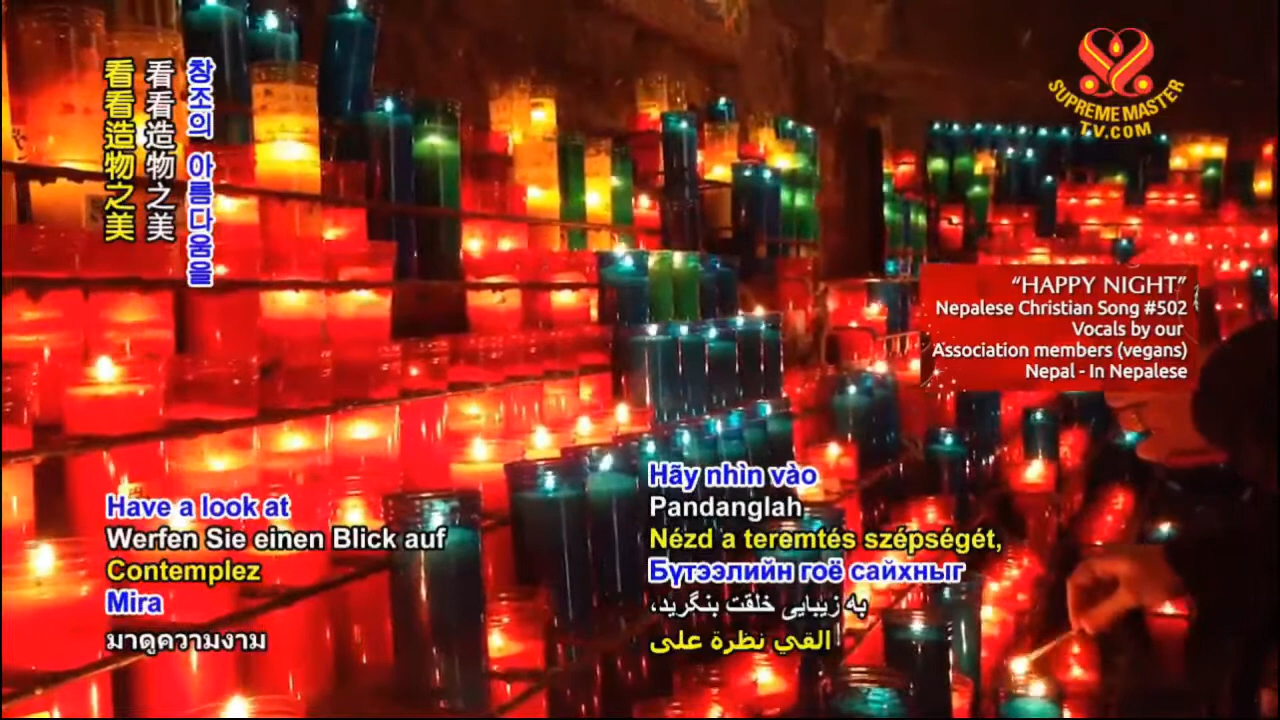 창조의 아름다움을
看看造物之美
看看造物之美
SUPREME MASTER
TV.COM
“HAPPY NIGHT”
Nepalese Christian Song #502
Vocals by our
Association members (vegans)
Nepal - In Nepalese
Have a look at
Werfen Sie einen Blick auf
Contemplez
Mira
มาดูความงาม
Hãy nhìn vào
Pandanglah
Nézd a teremtés szépségét,
Бүтээлийн гоё сайхныг
به زیبایی خلقت بنگرید،
القي نظرة على